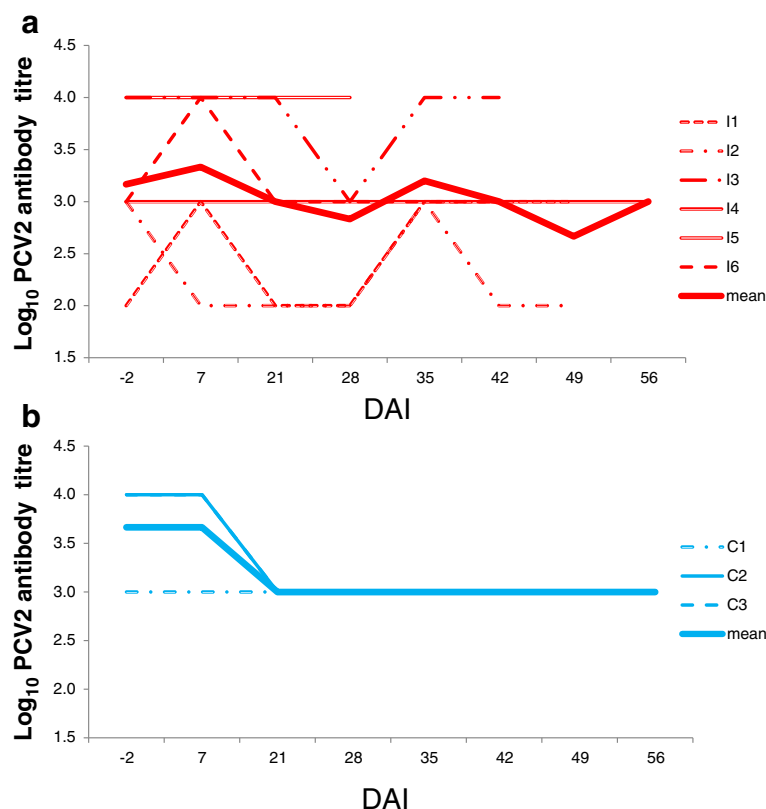 a
Log10 PCV2 antibody titre
4.5
4.0
3.5
3.0
2.5
2.0
1.5
-2 7 21 28 35 42 49 56
DAI
I1
I2
I3
I4
I5
I6
mean
b
Log10 PCV2 antibody titre
4.5
4.0
3.5
3.0
2.5
2.0
1.5
-2 7 21 28 35 42 49 56
DAI
C1
C2
C3
mean